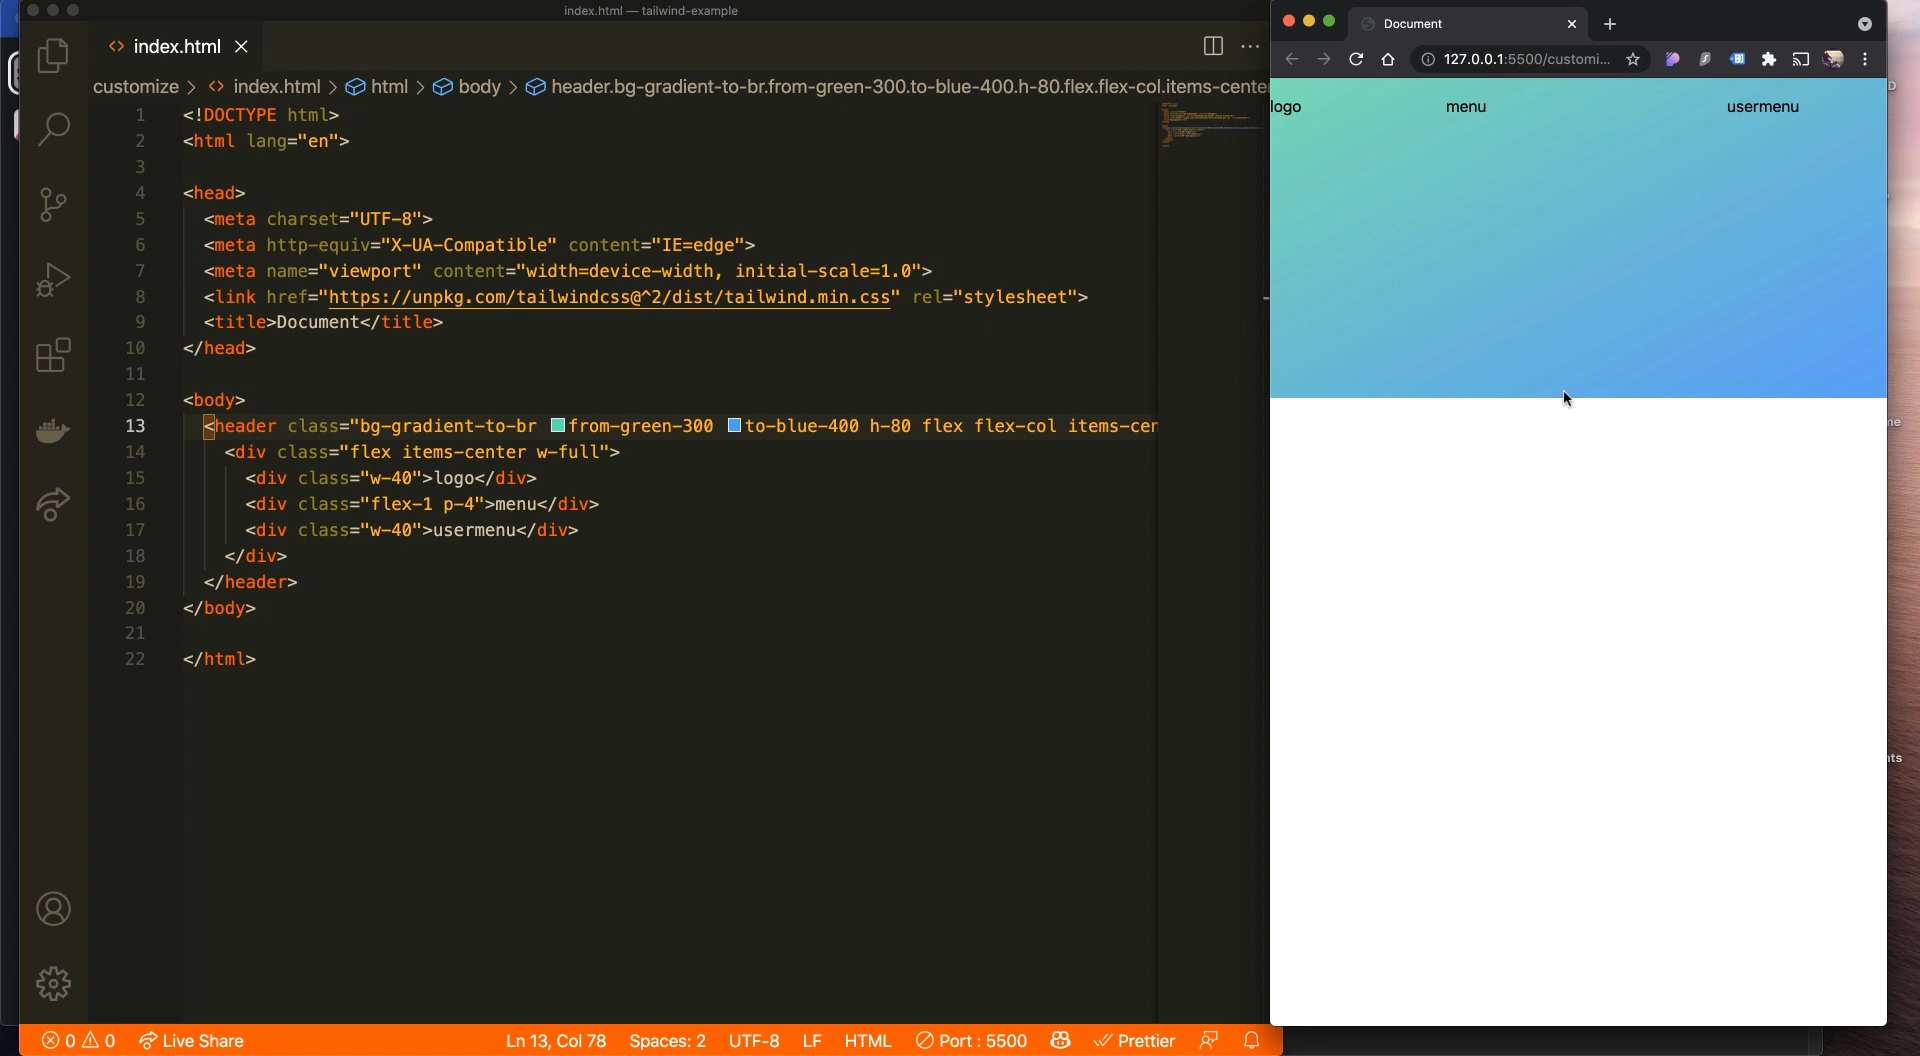 index.html — tailwind-example
index.html
customize > index.html > html > body > header.bg-gradient-to-br.from-green-300.to-blue-400.h-80.flex.flex-col.items-cente
1 <!DOCTYPE html>
2 <html lang="en">
3
4 <head>
5 <meta charset="UTF-8">
6 <meta http-equiv="X-UA-Compatible" content="IE=edge">
7 <meta name="viewport" content="width=device-width, initial-scale=1.0">
8 <link href="https://unpkg.com/tailwindcss@^2/dist/tailwind.min.css" rel="stylesheet">
9 <title>Document</title>
10 </head>
11
12 <body>
13 <header class="bg-gradient-to-br from-green-300 to-blue-400 h-80 flex flex-col items-cen
14 <div class="flex items-center w-full">
15 <div class="w-40">logo</div>
16 <div class="flex-1 p-4">menu</div>
17 <div class="w-40">usermenu</div>
18 </div>
19 </header>
20 </body>
21
22 </html>
0 0 Live Share Ln 13, Col 78 Spaces: 2 UTF-8 LF HTML Port : 5500 Prettier
Document
127.0.0.1:5500/customi...
logo menu usermenu